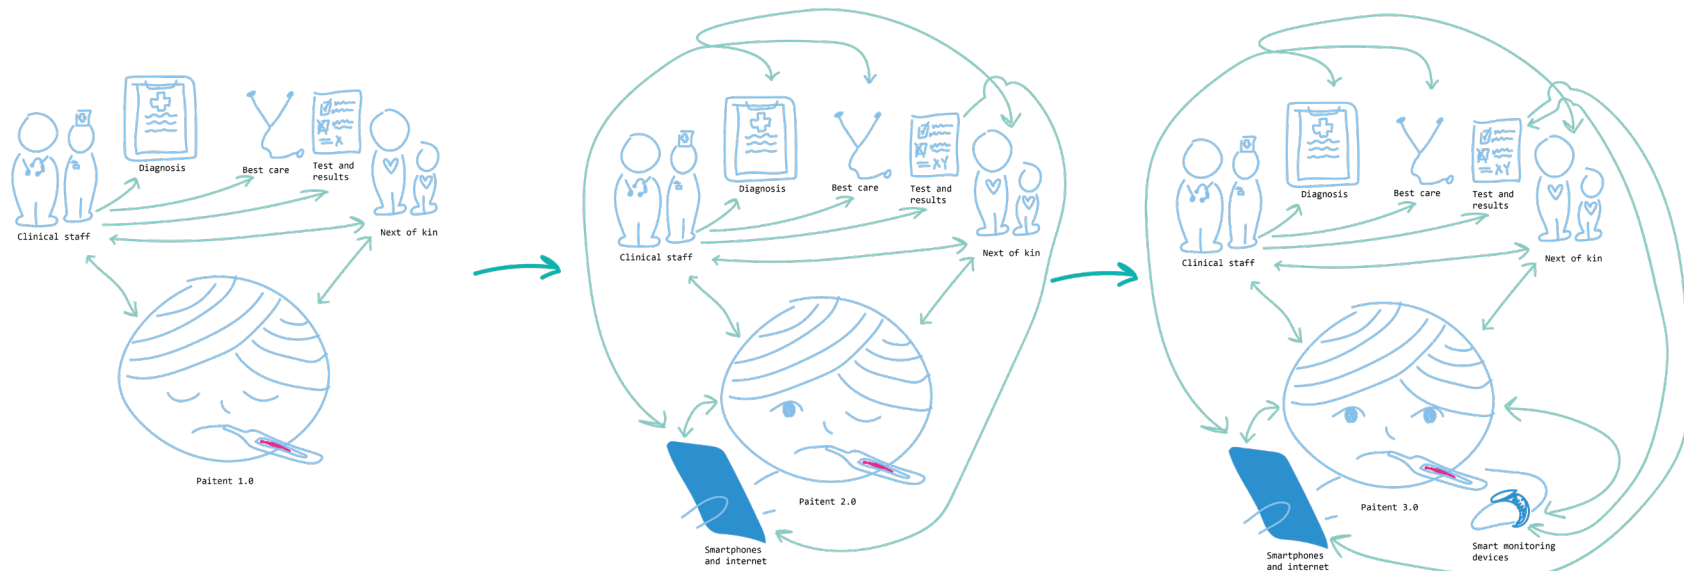 Diagnosis
Best care
Test and
results
X
Clinical staff
Next of kin
Paitent 1.0
Diagnosis
Best care
Test and
results
XY
Clinical staff
Next of kin
Paitent 2.0
Smartphones
and internet
Diagnosis
Best care
Test and
results
XY
Clinical staff
Next of kin
Paitent 3.0
Smartphones
and internet
Smart monitoring
devices